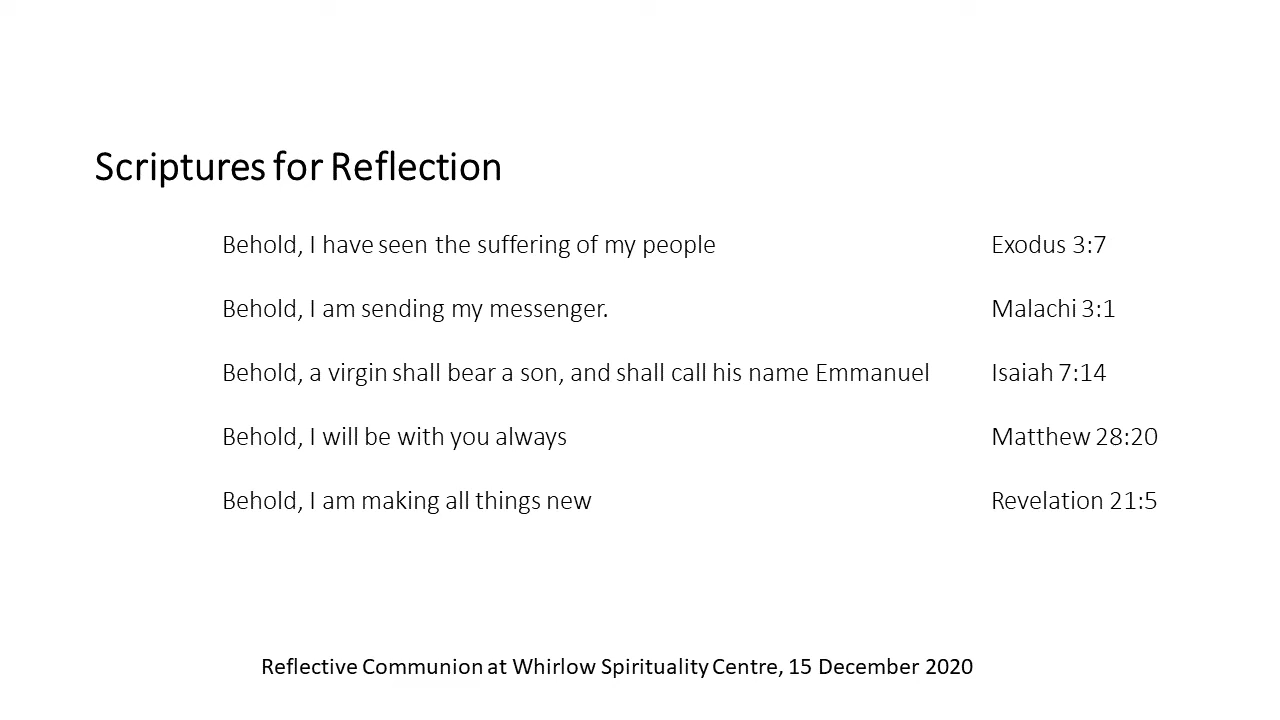 Scriptures for Reflection
Behold, I have seen the suffering of my people Exodus 3:7
Behold, I am sending my messenger. Malachi 3:1
Behold, a virgin shall bear a son, and shall call his name Emmanuel Isaiah 7:14
Behold, I will be with you always Matthew 28:20
Behold, I am making all things new Revelation 21:5
Reflective Communion at Whirlow Spirituality Centre, 15 December 2020